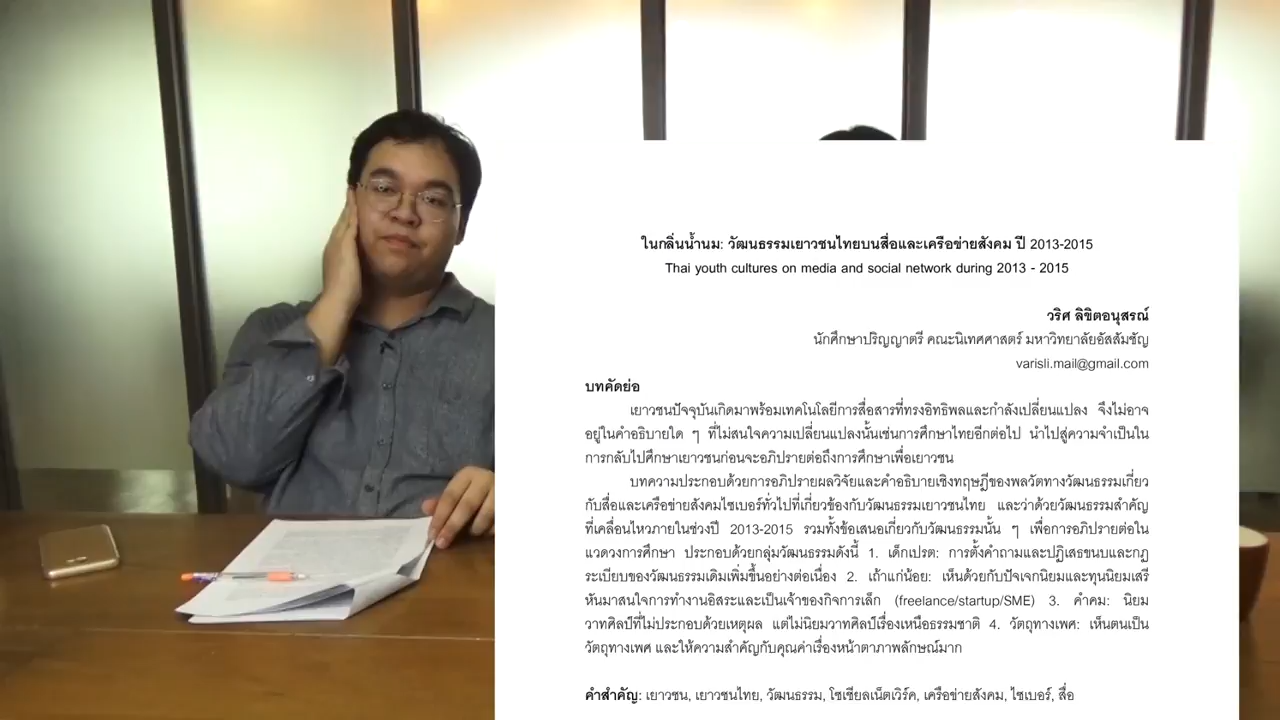 ในกลิ่นน้ำนม: วัฒนธรรมเยาวชนไทยบนสื่อและเครือข่ายสังคม ปี 2013-2015
Thai youth cultures on media and social network during 2013 - 2015
วริศ ลิขิตอนุสรณ์
นักศึกษาปริญญาตรี คณะนิเทศศาสตร์ มหาวิทยาลัยอัสสัมชัญ
varisli.mail@gmail.com
บทคัดย่อ
เยาวชนปัจจุบันเกิดมาพร้อมเทคโนโลยีการสื่อสารที่ทรงอิทธิพลและกำลังเปลี่ยนแปลง จึงไม่อาจ
อยู่ในคำอธิบายใด ๆ ที่ไม่สนใจความเปลี่ยนแปลงนั้นเช่นการศึกษาไทยอีกต่อไป นำไปสู่ความจำเป็นใน
การกลับไปศึกษาเยาวชนก่อนจะอภิปรายต่อถึงการศึกษาเพื่อเยาวชน
บทความประกอบด้วยการอภิปรายผลวิจัยและคำอธิบายเชิงทฤษฎีของพลวัตทางวัฒนธรรมเกี่ยว
กับสื่อและเครือข่ายสังคมไซเบอร์ทั่วไปที่เกี่ยวข้องกับวัฒนธรรมเยาวชนไทย และว่าด้วยวัฒนธรรมสำคัญ
ที่เคลื่อนไหวภายในช่วงปี 2013-2015 รวมทั้งข้อเสนอเกี่ยวกับวัฒนธรรมนั้น ๆ เพื่อการอภิปรายต่อใน
แวดวงการศึกษา ประกอบด้วยกลุ่มวัฒนธรรมดังนี้ 1. เด็กเปรต: การตั้งคำถามและปฏิเสธขนบและกฎ
ระเบียบของวัฒนธรรมเดิมเพิ่มขึ้นอย่างต่อเนื่อง 2. เถ้าแก่น้อย: เห็นด้วยกับปัจเจกนิยมและทุนนิยมเสรี
หันมาสนใจการทำงานอิสระและเป็นเจ้าของกิจการเล็ก (freelance/startup/SME) 3. คำคม: นิยม
วาทศิลป์ที่ไม่ประกอบด้วยเหตุผล แต่ไม่นิยมวาทศิลป์เรื่องเหนือธรรมชาติ 4. วัตถุทางเพศ: เห็นตนเป็น
วัตถุทางเพศ และให้ความสำคัญกับคุณค่าเรื่องหน้าตาภาพลักษณ์มาก
คำสำคัญ: เยาวชน, เยาวชนไทย, วัฒนธรรม, โซเชียลเน็ตเวิร์ค, เครือข่ายสังคม, ไซเบอร์, สื่อ